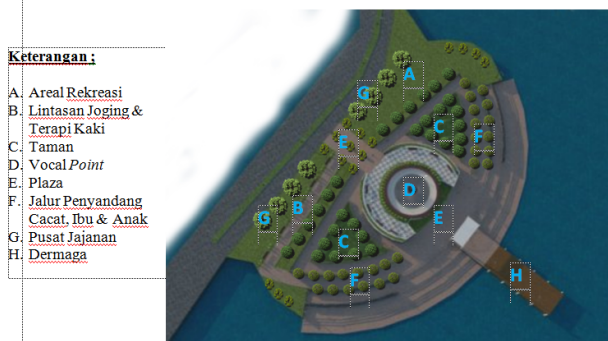 Keterangan ;
A. Areal Rekreasi
B. Lintasan Joging &
Terapi Kaki
C. Taman
D. Vocal Point
E. Plaza
F. Jalur Penyandang
Cacat, Ibu & Anak
G. Pusat Jajanan
H. Dermaga
A
G
C
F
E
D
B
G
E
C
F
H